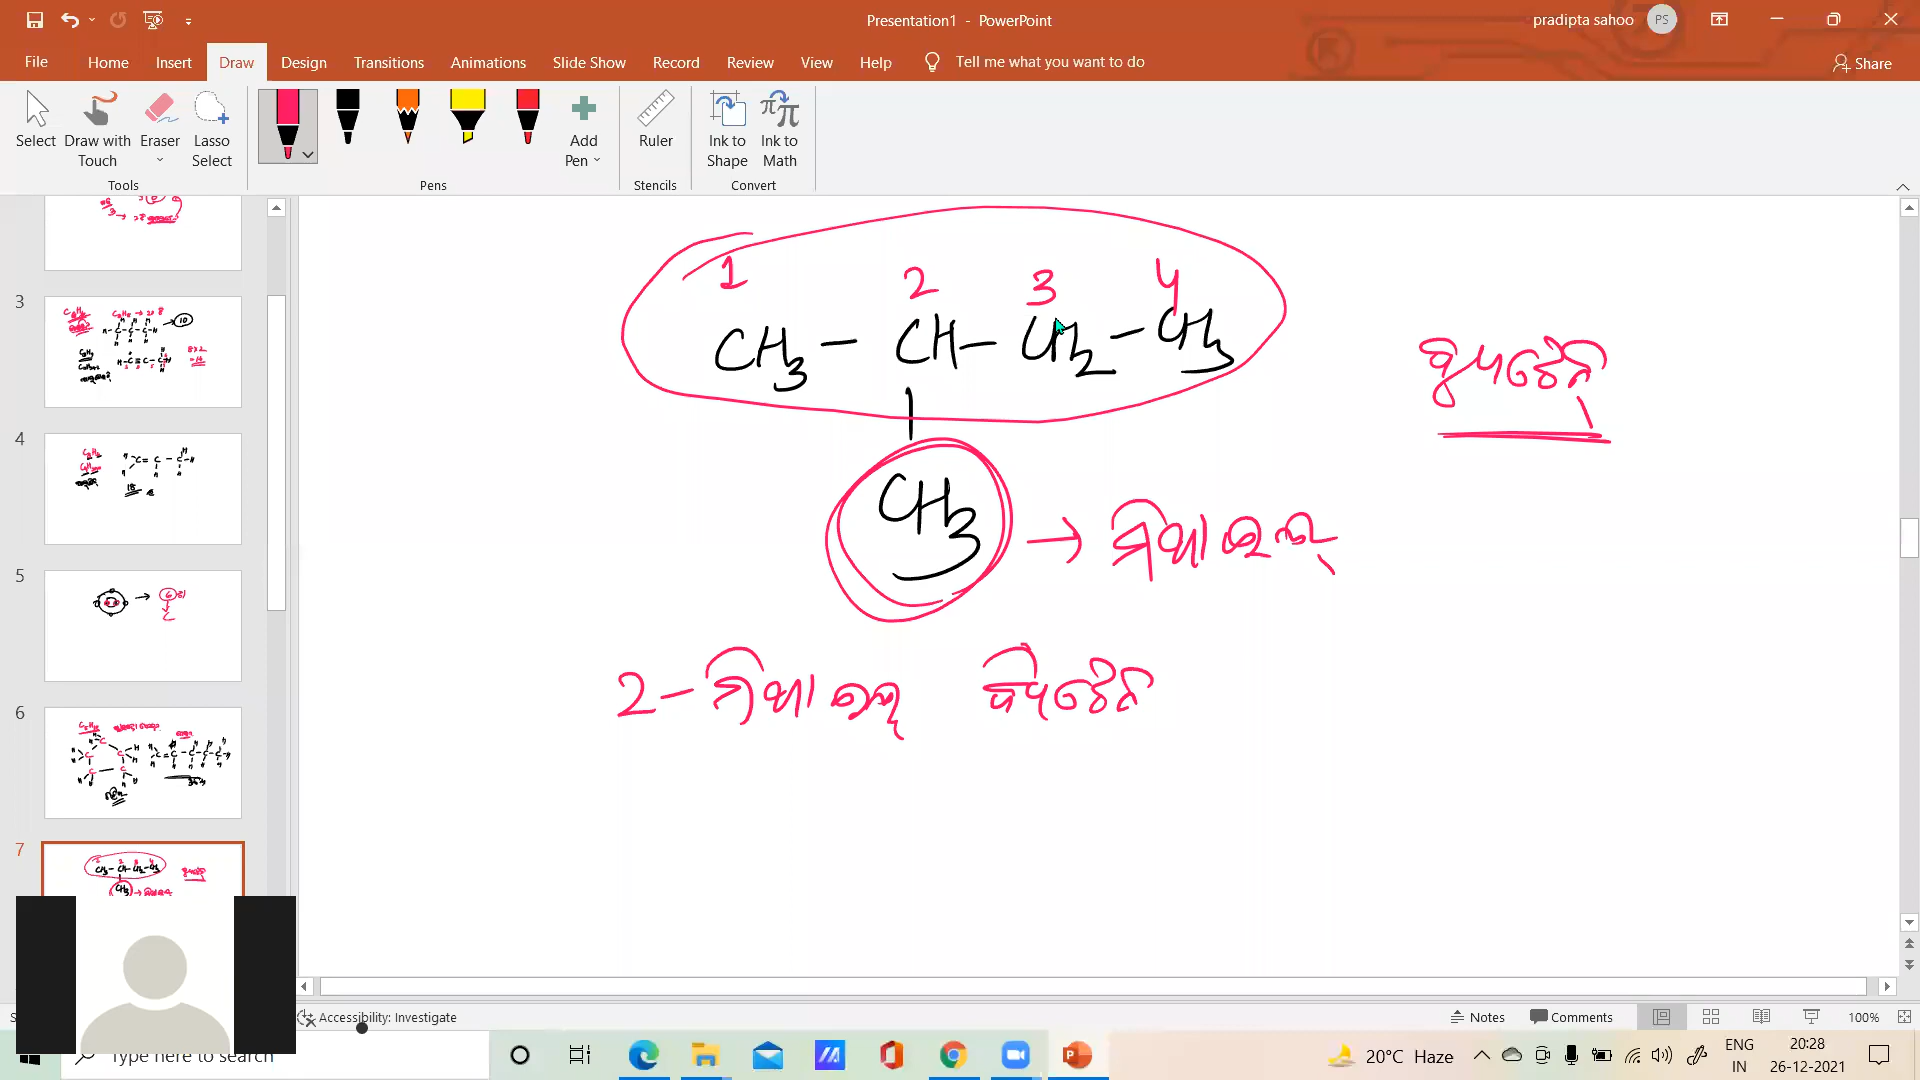 Presentation1 - PowerPoint
pradipta sahoo PS
File Home Insert Draw Design Transitions Animations Slide Show Record Review View Help Tell me what you want to do Share
Select Draw with Touch Eraser Lasso Select Add Pen Ruler Ink to Shape Ink to Math
Tools Pens Stencils Convert
1 2 3 4
CH3 – CH – CH2 – CH3
CH3 → ମିଥାଇଲ୍
2 – ମିଥାଇଲ୍
3
4
5
6
7
Accessibility: Investigate Notes Comments 100%
Type here to search
20°C Haze ENG IN 20:28 26-12-2021